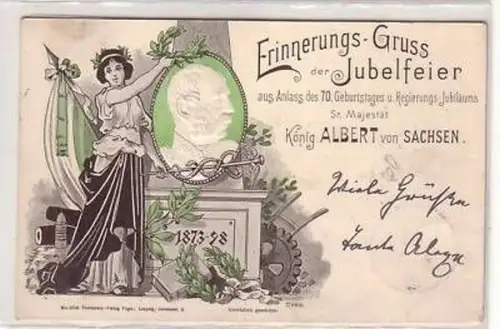 Erinnerungs-Gruss
der Jubelfeier
aus Anlass des 70. Geburtstages u. Regierungs-Jubiläums
Sr. Majestät
König ALBERT von SACHSEN.
Viele Grüße
Tante
1873-98